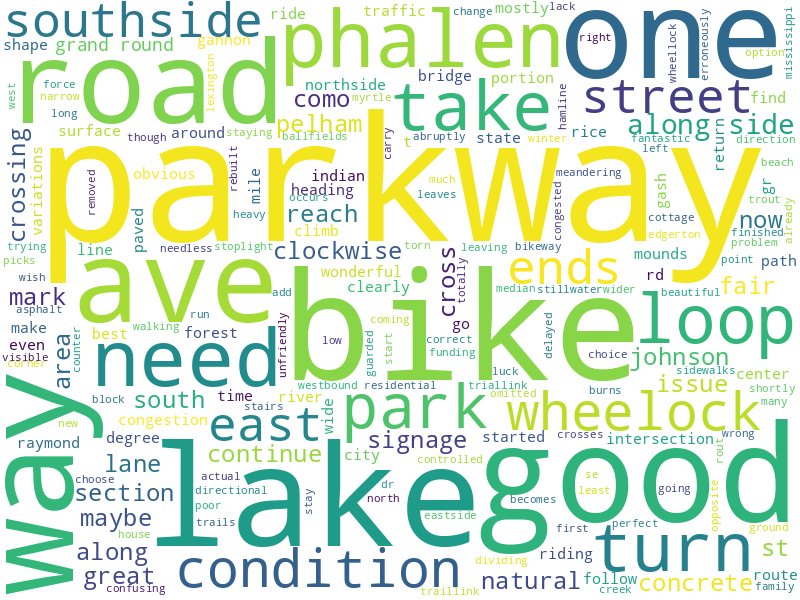 southside
ride
traffic
change
mostly
lack
phalen
one
right
wheellock
erroneously
option
mississippi
shape
grand round
gannon
lexington
west
road
force
narrow
long
northside
bridge
portion
como
myrtle
take
hamline
street
find
surface
though
around
staying
pelham
ballfields
t
carry
abruptly
state
rice
along side
fantastic
left
return
direction
crossing
variations
removed
obvious
rebuilt
mile
indian
heading
winter
occurs
much
leaves
congested
meandering
beach
cottage
gash
gr
trout
already
parkway
reach
climb
heavy
edgerton
now
finished
problem
trying
line
paved
needless
stoplight
torn
leaving
bikeway
mounds
point
path
picks
clockwise
wonderful
clearly
cross
totally
ends
rd
wish
mark
ave
add
median
stillwater
wider
beautiful
fair
asphalt
make
even
visible
corner
area
counter
best
run
walking
forest
need
unfriendly
coming
low
guarded
start
bike
go
correct
funding
delayed
loop
luck
choice
johnson
sidewalks
center
shortly
many
way
new
block
south
time
stairs
westbound
residential
river
triallink
omitted
park
burns
issue
wheelock
congestion
degree
east
wide
signage
started
crosses
intersection
wrong
raymond
lane
continue
city
controlled
rout
choose
section
actual
directional
poor
trails
stay
dr
north
lake
becomes
good
se
least
going
opposite
maybe
house
eastside
first
perfect
ground
along
great
confusing
condition
dividing
traillink
riding
natural
turn
st
follow
creek
concrete
route
family